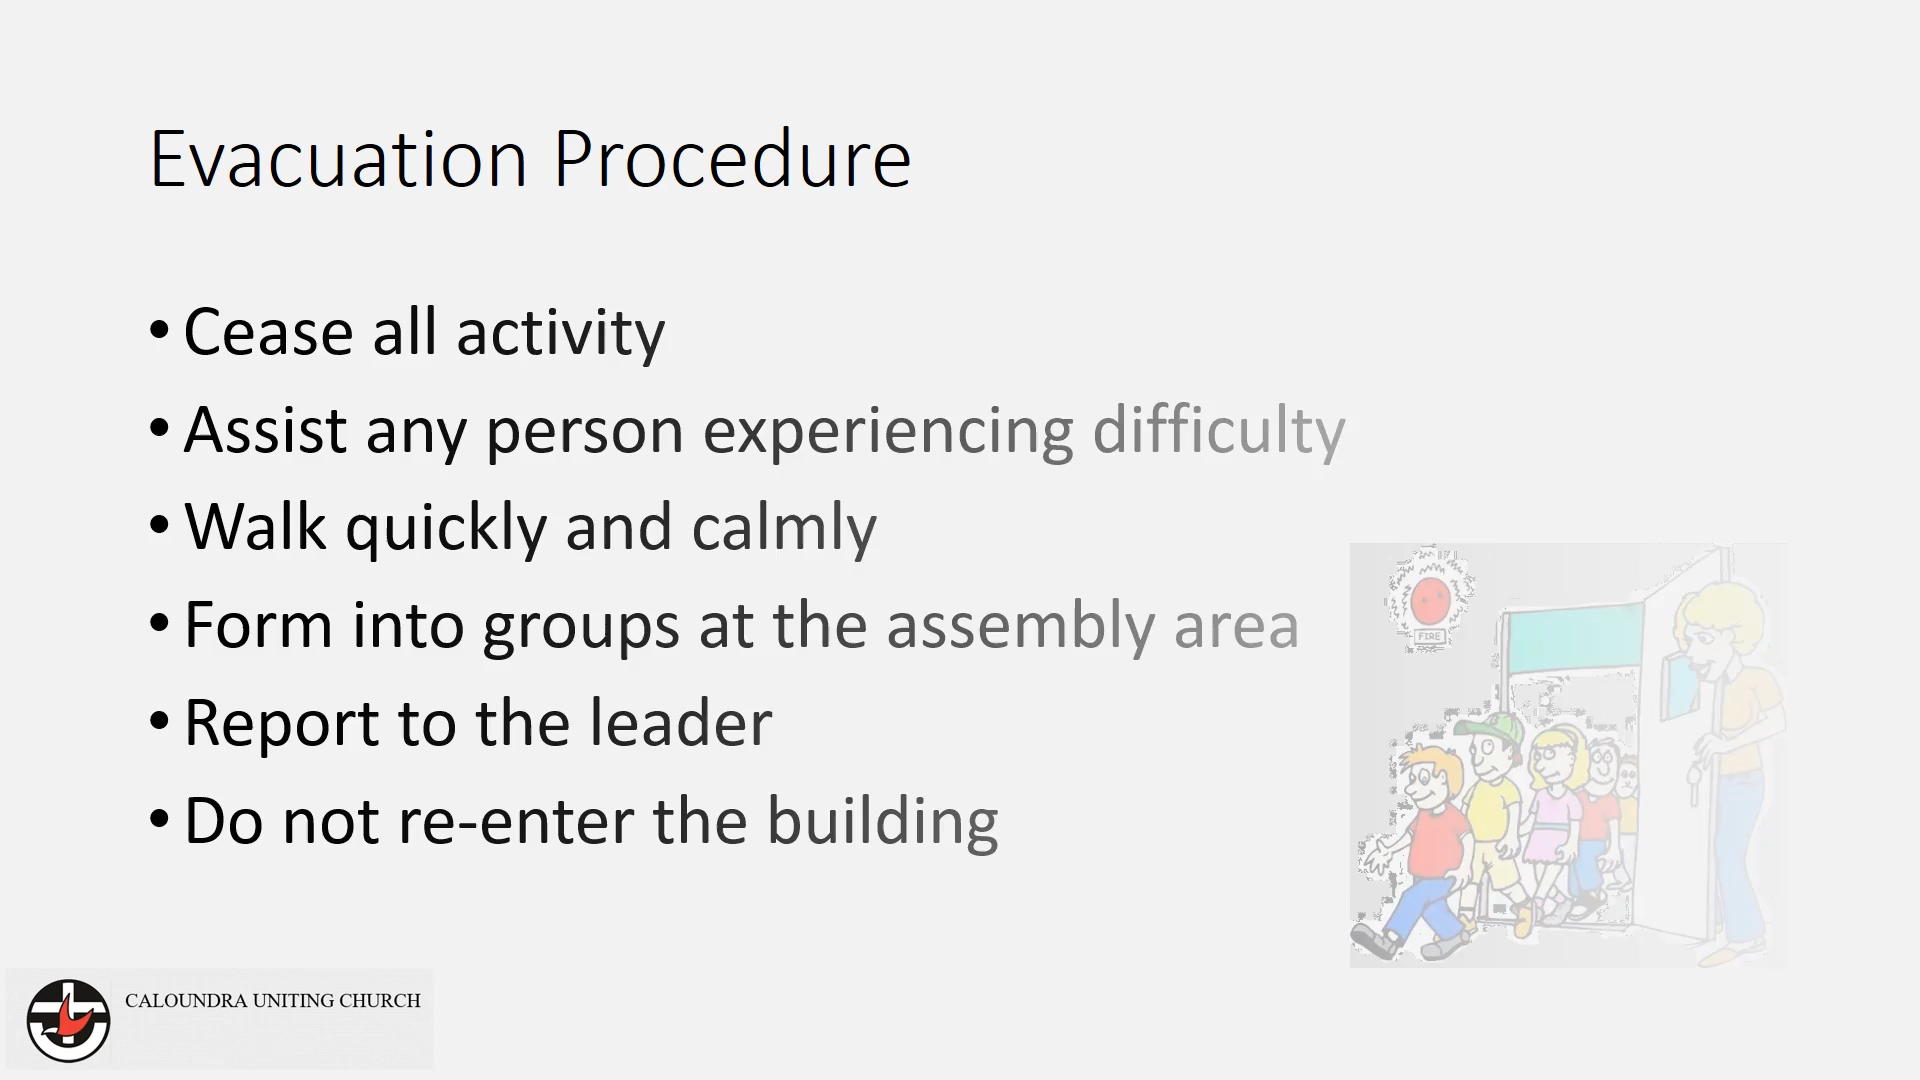 Evacuation Procedure
• Cease all activity
• Assist any person experiencing difficulty
• Walk quickly and calmly
• Form into groups at the assembly area
• Report to the leader
• Do not re-enter the building
FIRE
CALOUNDRA UNITING CHURCH